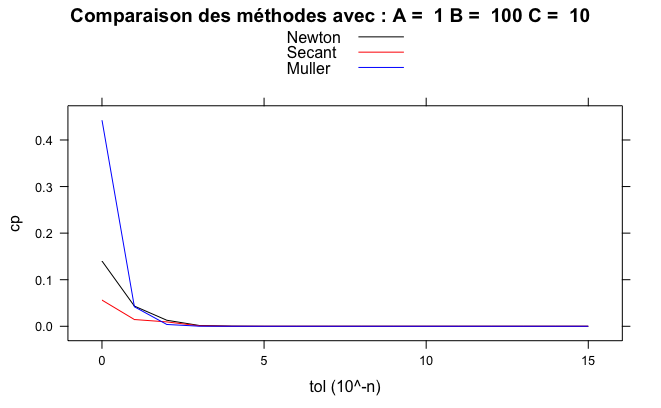 Comparaison des méthodes avec : A =  1 B =  100 C =  10
Newton
Secant
Muller
cp
0.4
0.3
0.2
0.1
0.0
0 5 10 15
tol (10^-n)